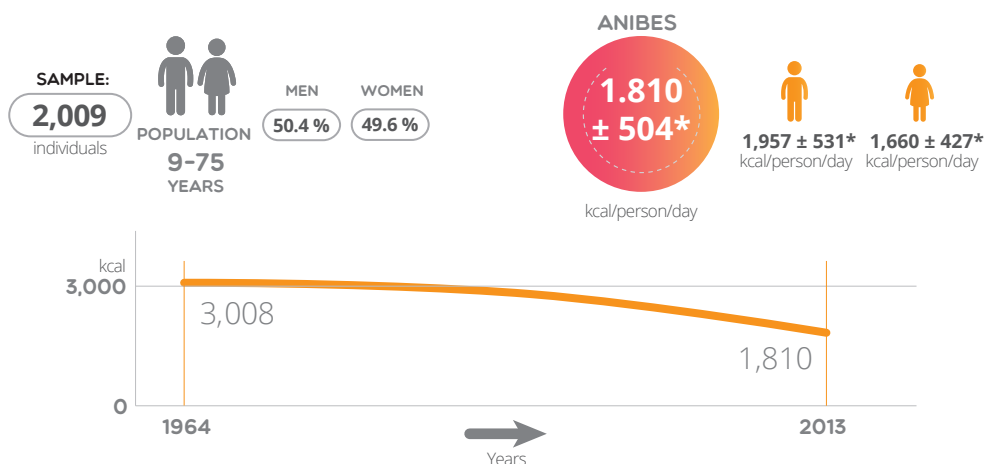 SAMPLE:
2,009
individuals
POPULATION
9-75
YEARS
MEN
50.4 %
WOMEN
49.6 %
ANIBES
1.810
± 504*
kcal/person/day
1,957 ± 531*
kcal/person/day
1,660 ± 427*
kcal/person/day
kcal
3,000
0
3,008
1,810
1964
2013
Years